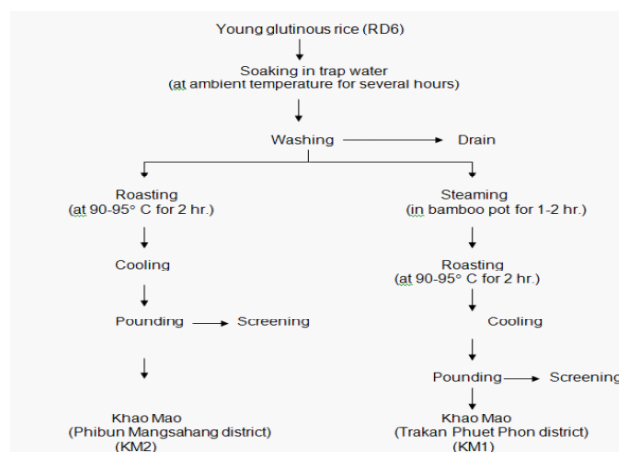 Young glutinous rice (RD6)
Soaking in trap water
(at ambient temperature for several hours)
Washing
Drain
Roasting
(at 90-95° C for 2 hr.)
Cooling
Pounding
Screening
Khao Mao
(Phibun Mangsahang district)
(KM2)
Steaming
(in bamboo pot for 1-2 hr.)
Roasting
(at 90-95° C for 2 hr.)
Cooling
Pounding
Screening
Khao Mao
(Trakan Phuet Phon district)
(KM1)